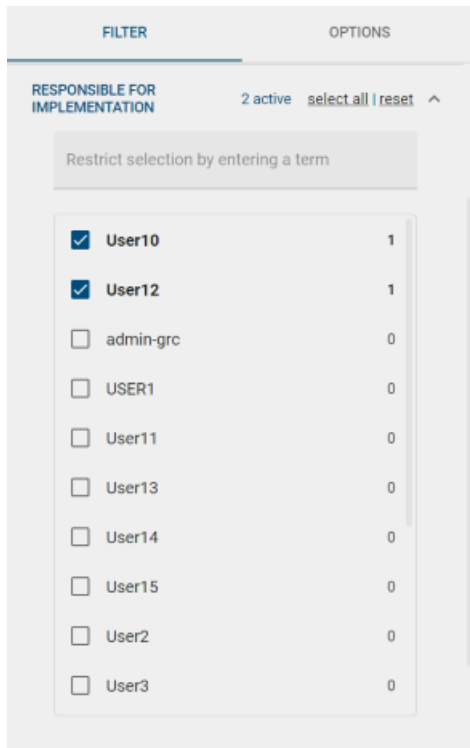 FILTER OPTIONS
RESPONSIBLE FOR
IMPLEMENTATION
2 active select all | reset
Restrict selection by entering a term
User10 1
User12 1
admin-grc 0
USER1 0
User11 0
User13 0
User14 0
User15 0
User2 0
User3 0